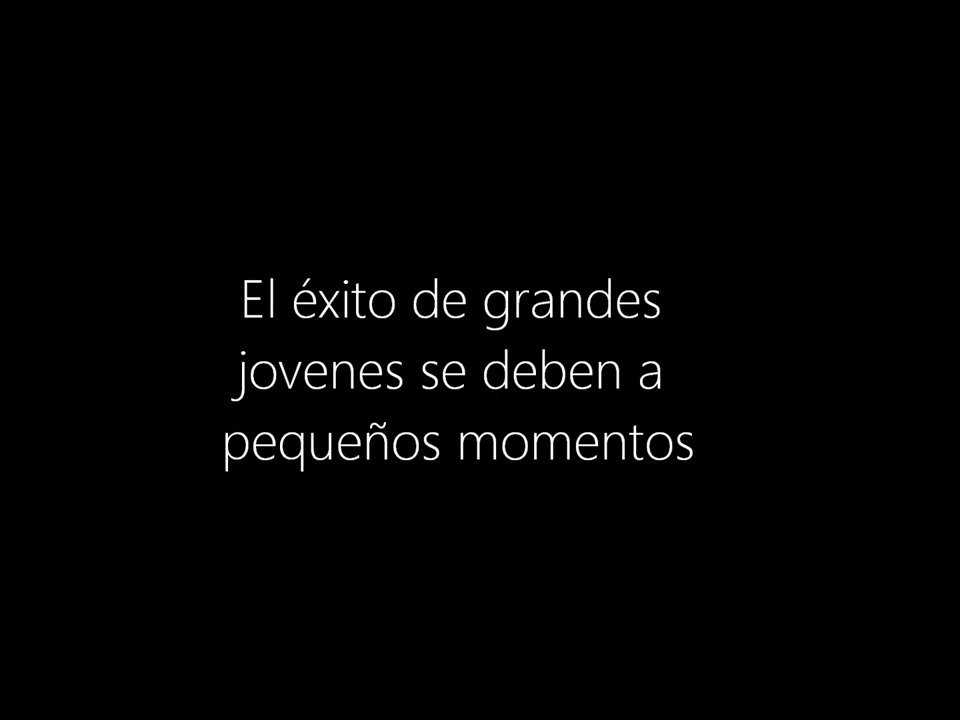 El éxito de grandes
jovenes se deben a
pequeños momentos